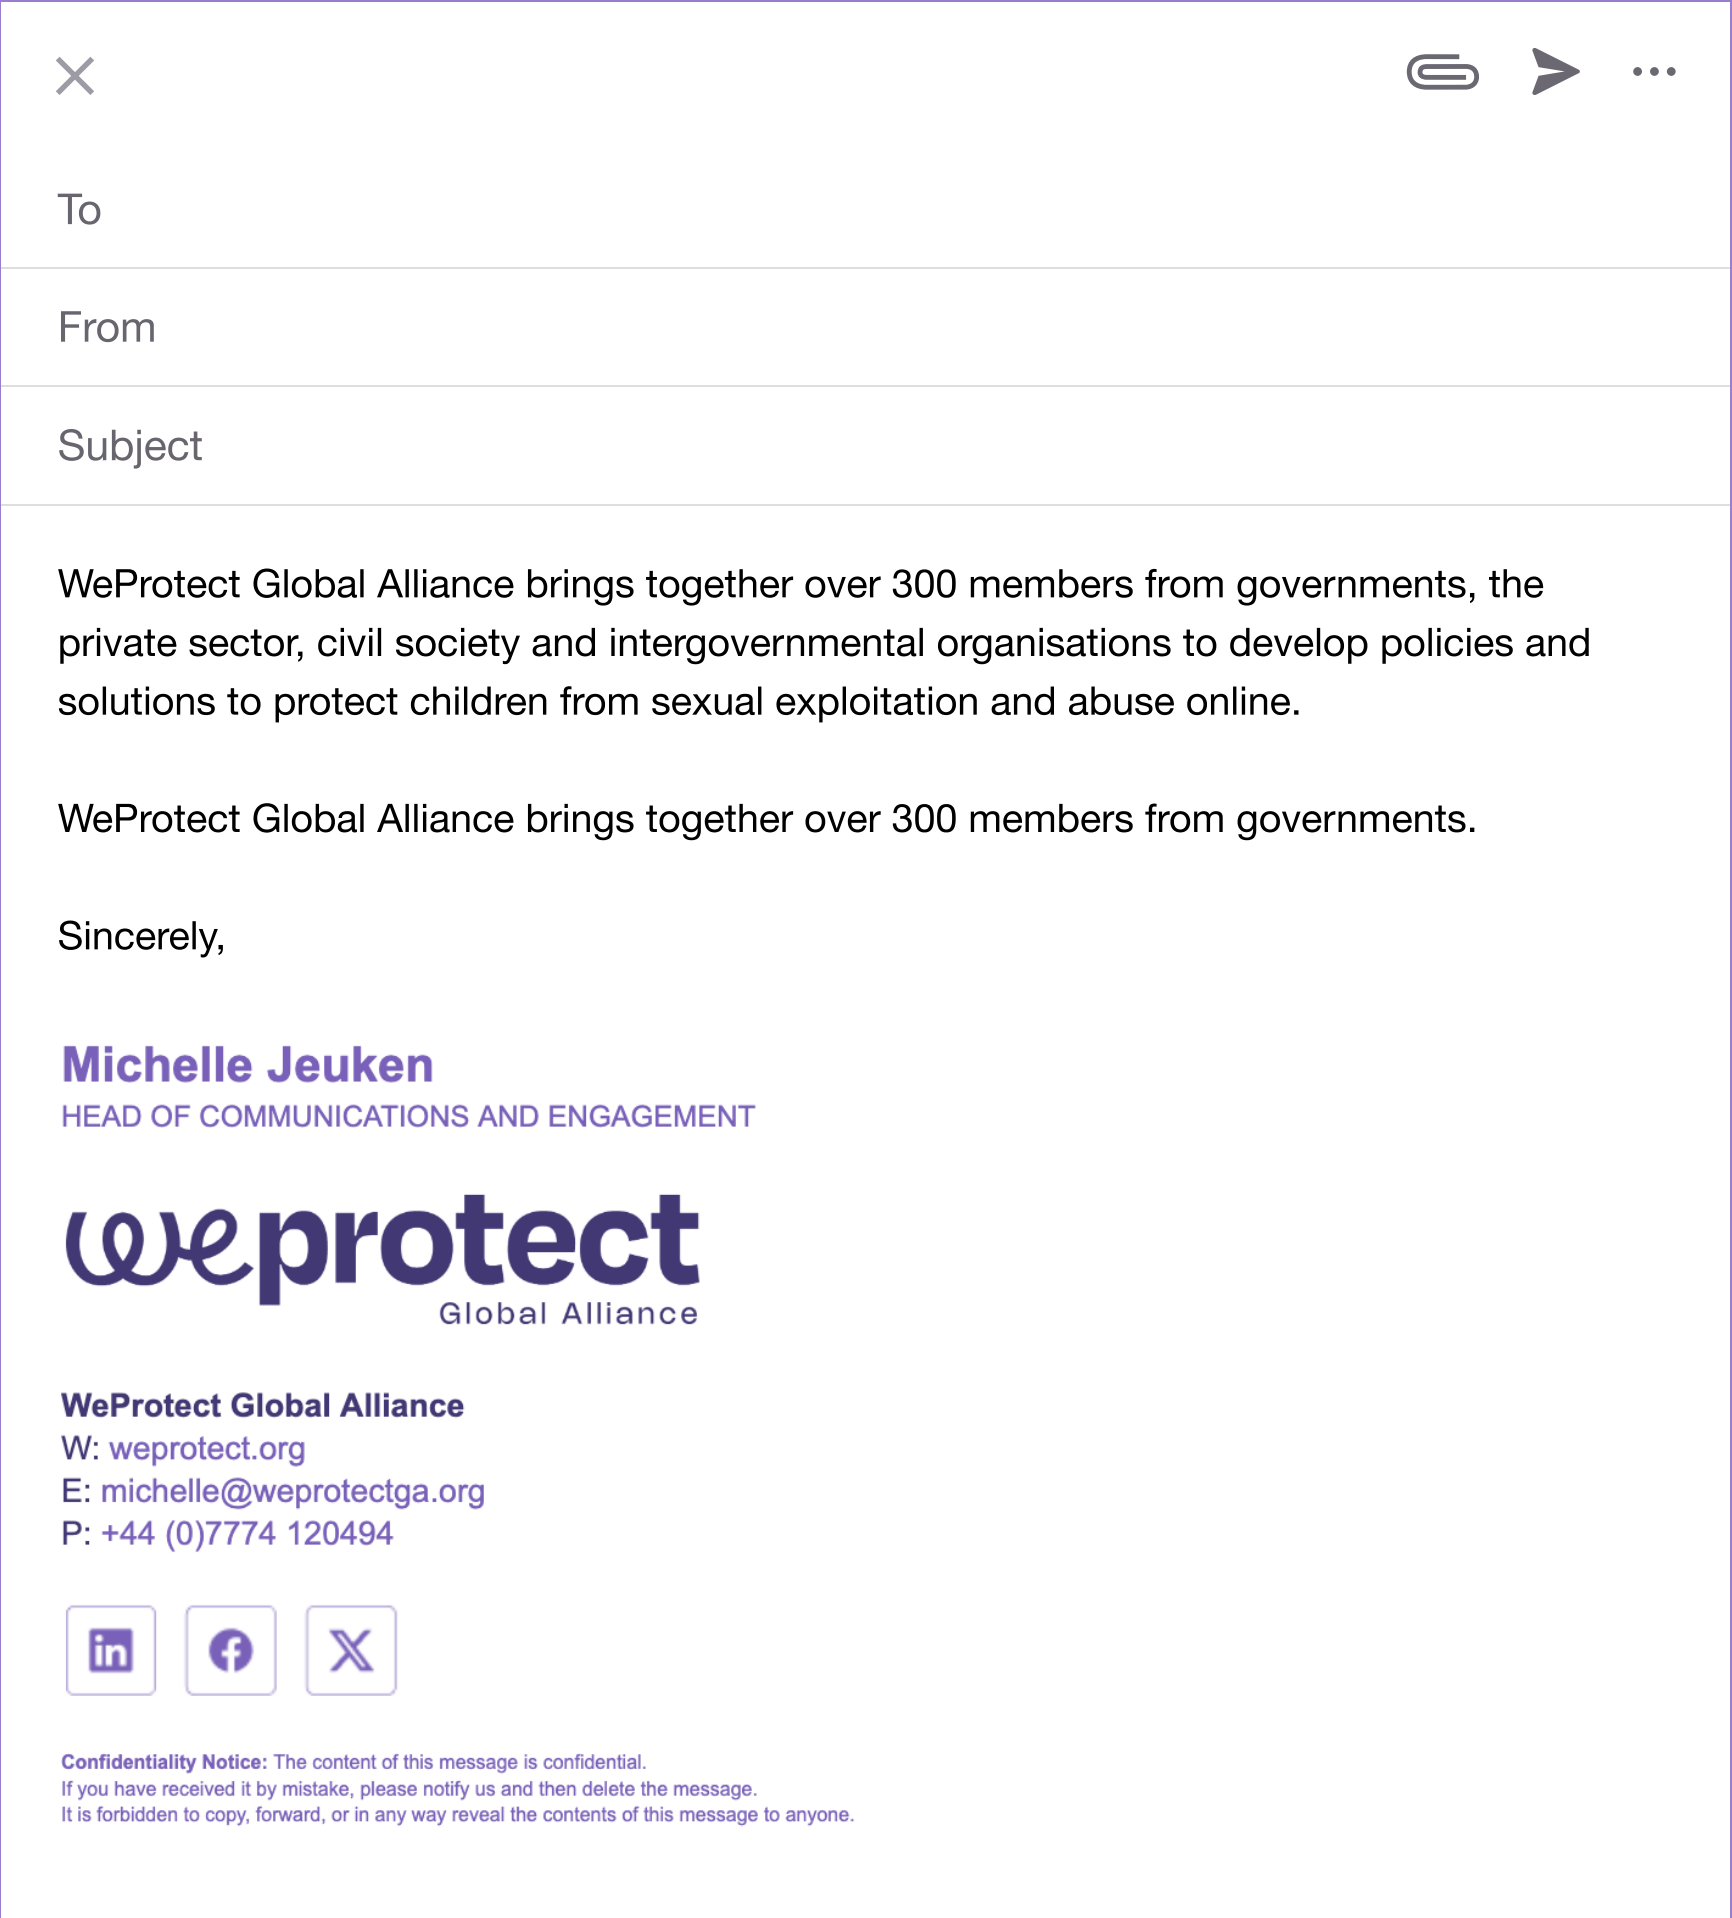 To
From
Subject
WeProtect Global Alliance brings together over 300 members from governments, the
private sector, civil society and intergovernmental organisations to develop policies and
solutions to protect children from sexual exploitation and abuse online.
WeProtect Global Alliance brings together over 300 members from governments.
Sincerely,
Michelle Jeuken
HEAD OF COMMUNICATIONS AND ENGAGEMENT
weprotect
Global Alliance
WeProtect Global Alliance
W: weprotect.org
E: michelle@weprotectga.org
P: +44 (0)7774 120494
in f X
Confidentiality Notice: The content of this message is confidential.
If you have received it by mistake, please notify us and then delete the message.
It is forbidden to copy, forward, or in any way reveal the contents of this message to anyone.